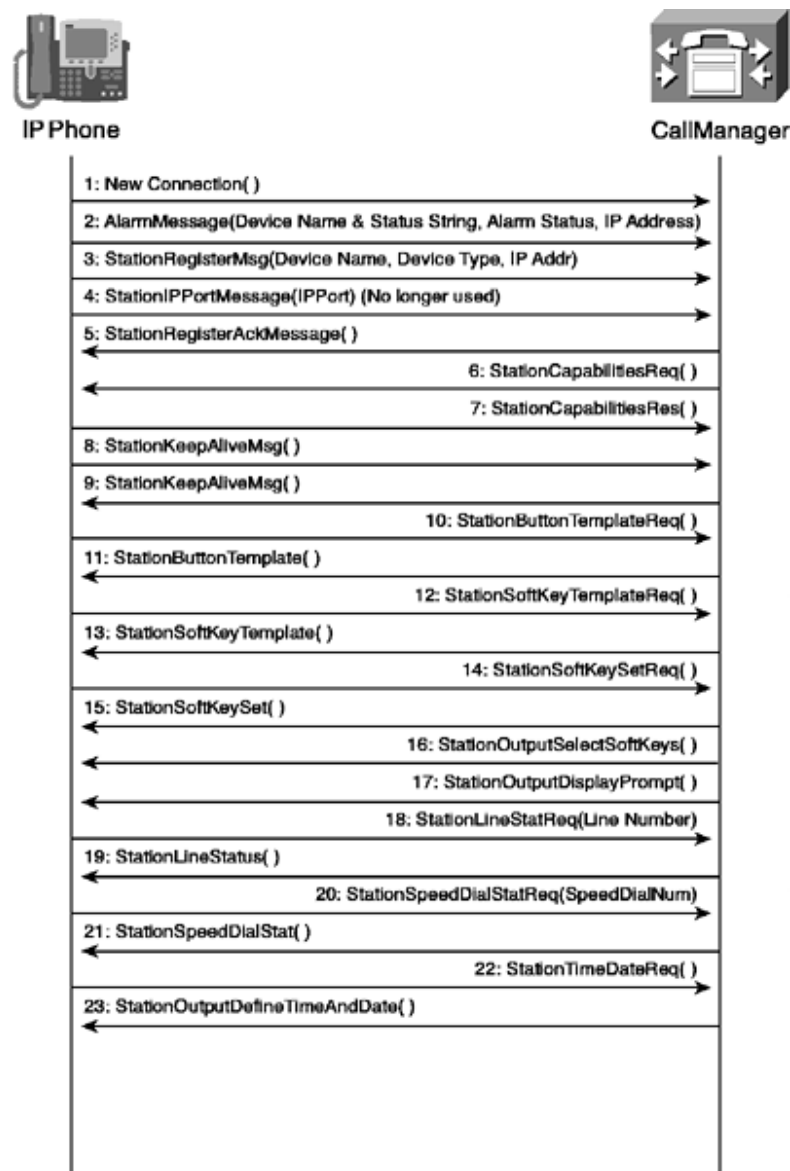 IP Phone
CallManager
1: New Connection( )
2: AlarmMessage(Device Name & Status String, Alarm Status, IP Address)
3: StationRegisterMsg(Device Name, Device Type, IP Addr)
4: StationIPPortMessage(IPPort) (No longer used)
5: StationRegisterAckMessage( )
6: StationCapabilitiesReq( )
7: StationCapabilitiesRes( )
8: StationKeepAliveMsg( )
9: StationKeepAliveMsg( )
10: StationButtonTemplateReq( )
11: StationButtonTemplate( )
12: StationSoftKeyTemplateReq( )
13: StationSoftKeyTemplate( )
14: StationSoftKeySetReq( )
15: StationSoftKeySet( )
16: StationOutputSelectSoftKeys( )
17: StationOutputDisplayPrompt( )
18: StationLineStatReq(Line Number)
19: StationLineStatus( )
20: StationSpeedDialStatReq(SpeedDialNum)
21: StationSpeedDialStat( )
22: StationTimeDateReq( )
23: StationOutputDefineTimeAndDate( )